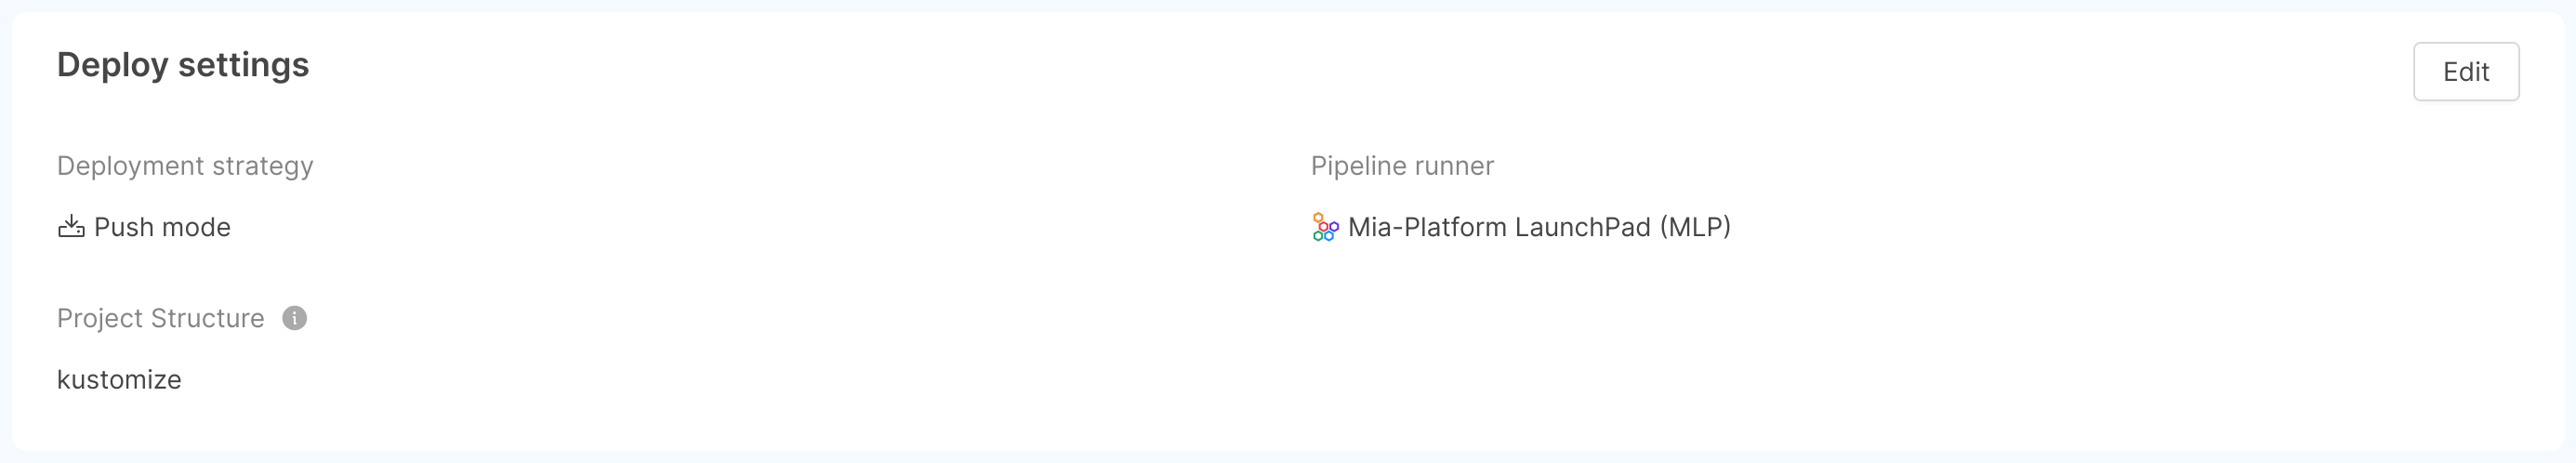 Deploy settings
Edit
Deployment strategy
Push mode
Pipeline runner
Mia-Platform LaunchPad (MLP)
Project Structure
kustomize